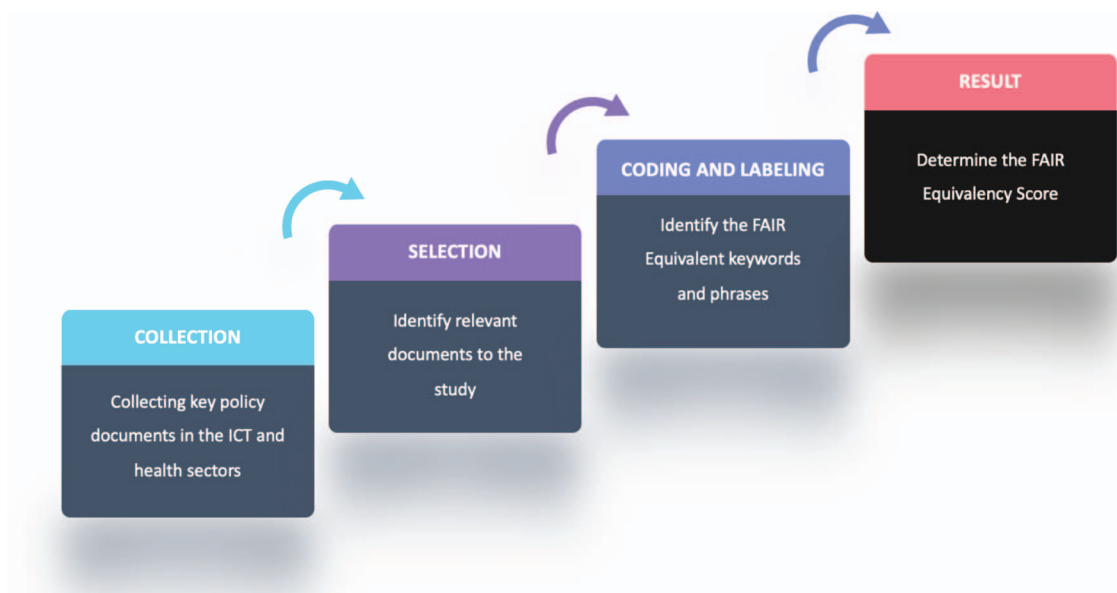 COLLECTION
Collecting key policy
documents in the ICT and
health sectors
SELECTION
Identify relevant
documents to the
study
CODING AND LABELING
Identify the FAIR
Equivalent keywords
and phrases
RESULT
Determine the FAIR
Equivalency Score